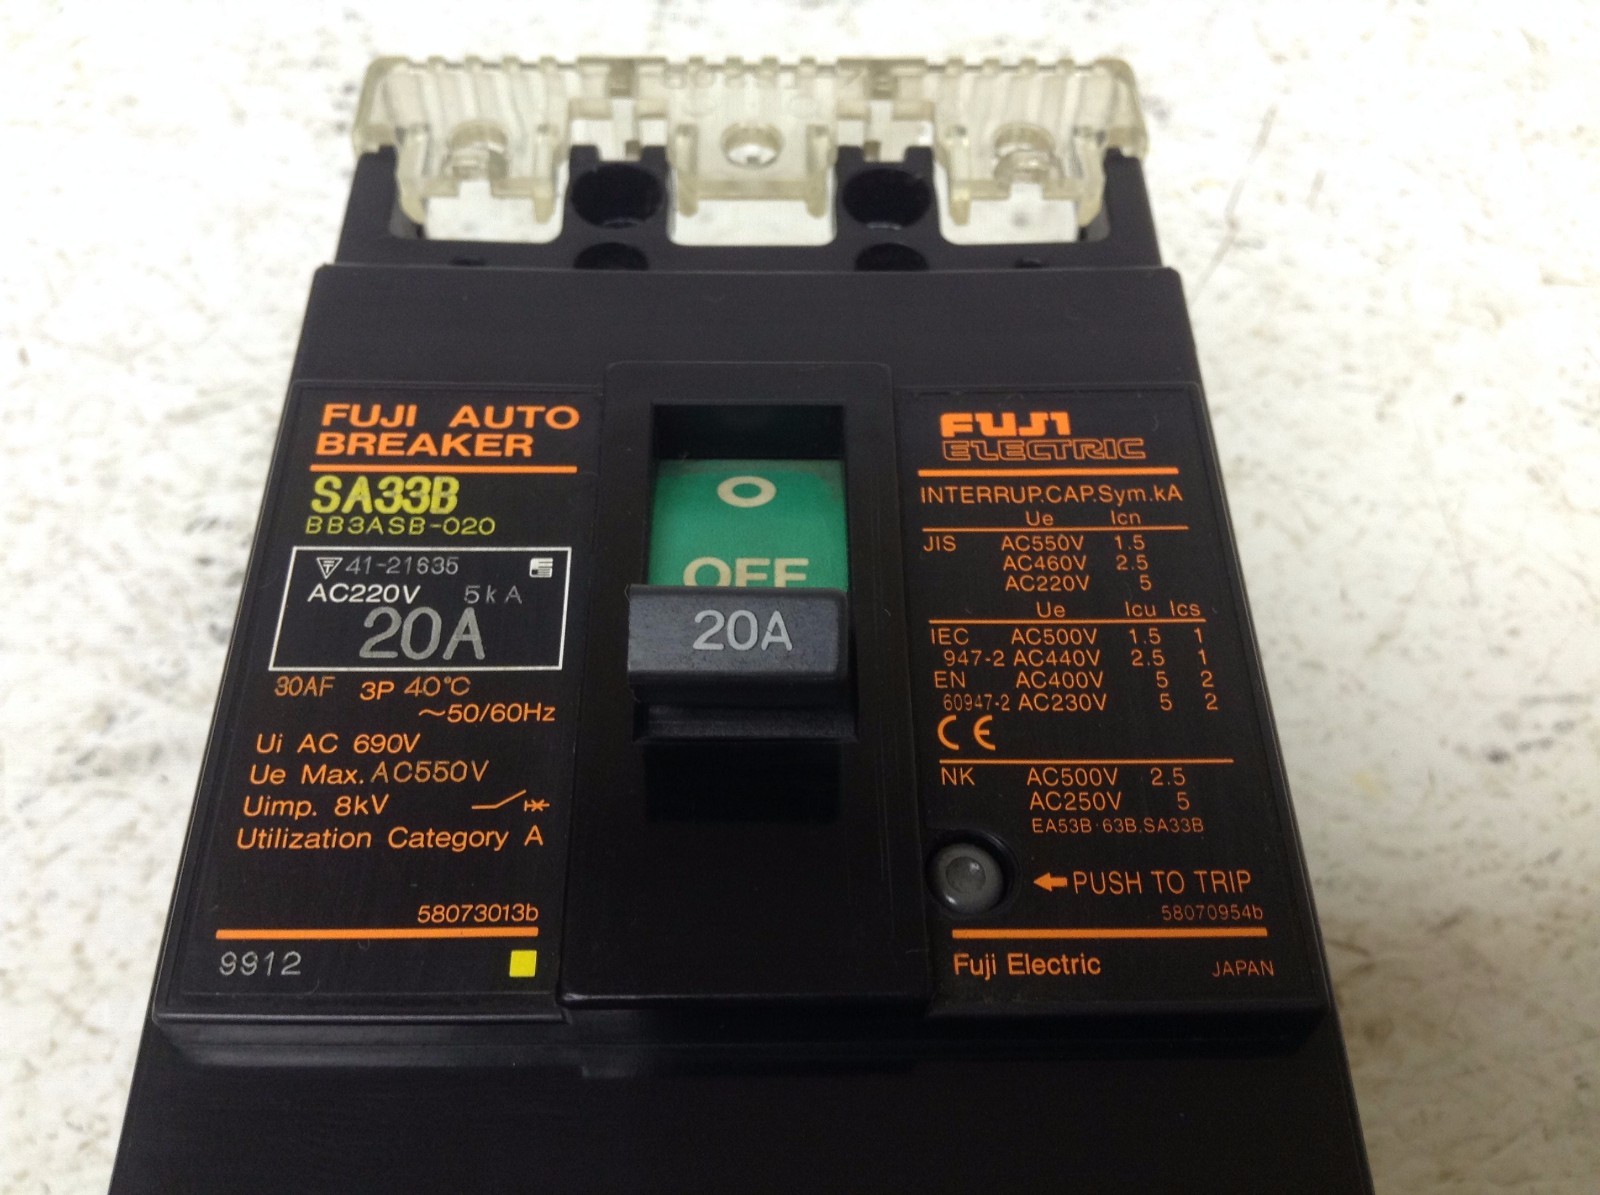 FUJI AUTO
BREAKER
SA33B
BB3ASB-020
41-21635
AC220V 5kA
20A
30AF 3P 40°C
~50/60Hz
Ui AC 690V
Ue Max. AC550V
Uimp. 8kV
Utilization Category A
58073013b
9912
O
OFF
20A
FUJI
ELECTRIC
INTERRUP.CAP.Sym.kA
Ue Icn
JIS AC550V 1.5
AC460V 2.5
AC220V 5
Ue Icu Ics
IEC AC500V 1.5 1
947-2 AC440V 2.5 1
EN AC400V 5 2
60947-2 AC230V 5 2
CE
NK AC500V 2.5
AC250V 5
EA53B·63B.SA33B
←PUSH TO TRIP
58070954b
Fuji Electric JAPAN